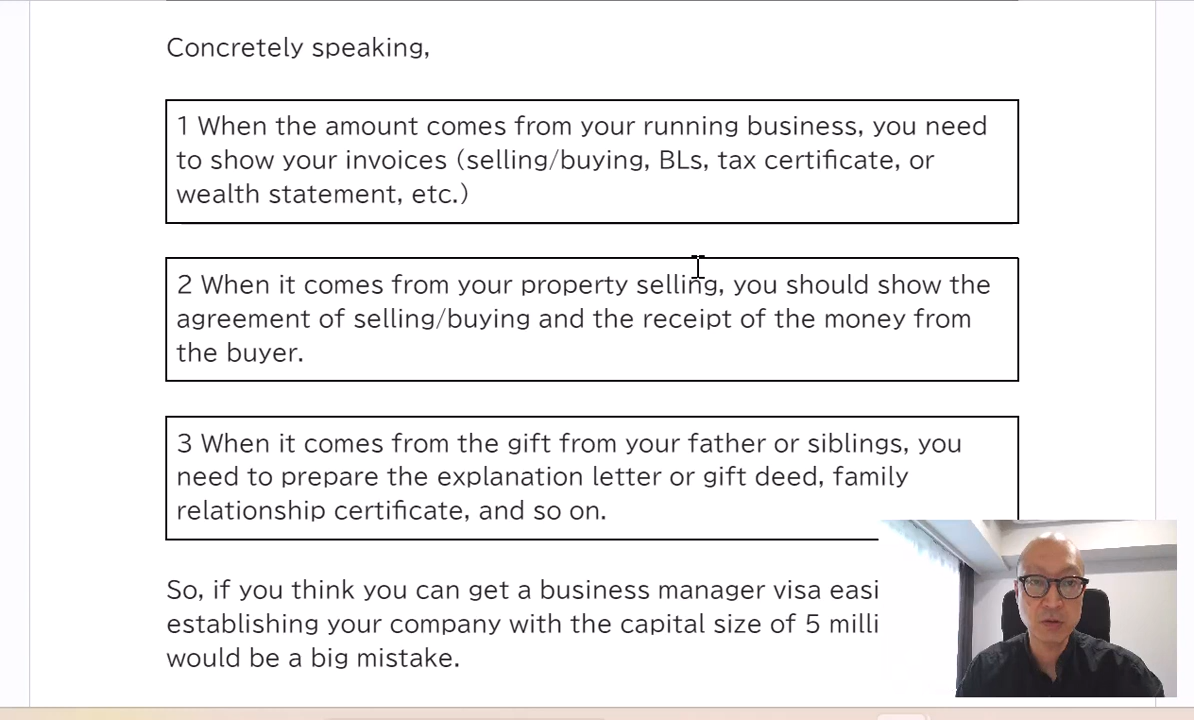 Concretely speaking,
1 When the amount comes from your running business, you need
to show your invoices (selling/buying, BLs, tax certificate, or
wealth statement, etc.)
2 When it comes from your property selling, you should show the
agreement of selling/buying and the receipt of the money from
the buyer.
3 When it comes from the gift from your father or siblings, you
need to prepare the explanation letter or gift deed, family
relationship certificate, and so on.
So, if you think you can get a business manager visa easi
establishing your company with the capital size of 5 milli
would be a big mistake.